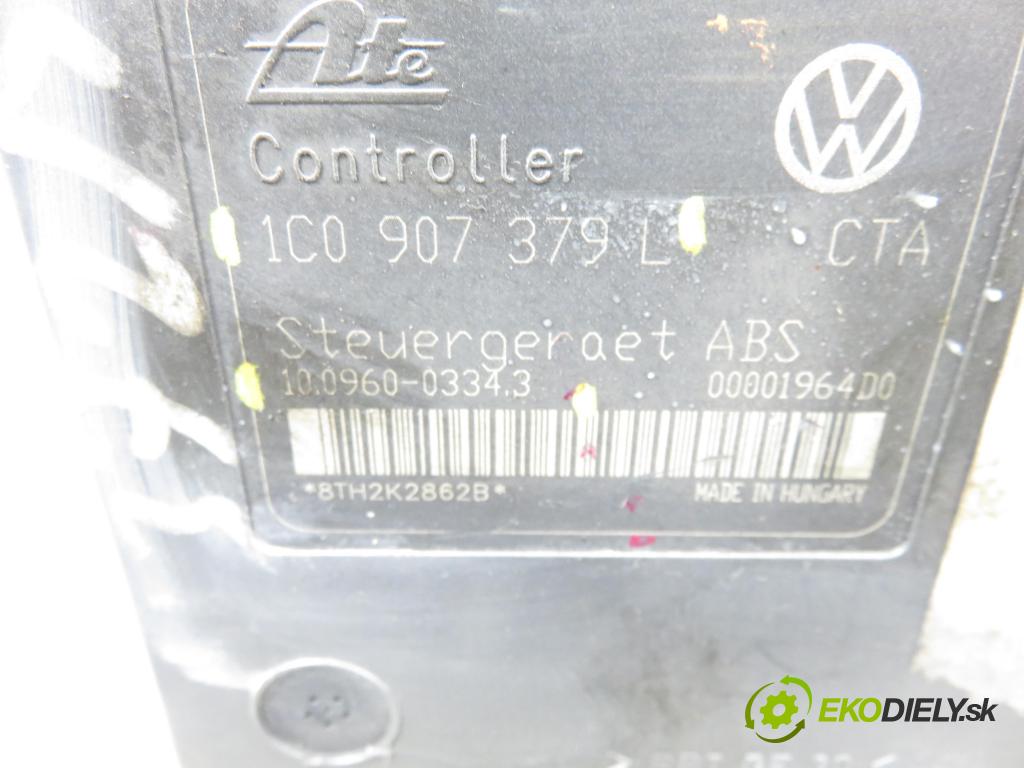 Ate
Controller
1C0 907 379 L CTA
Steuergeraet ABS
10.0960-0334.3 00001964D0
*8TH2K2862B* MADE IN HUNGARY
EKODIELY.sk